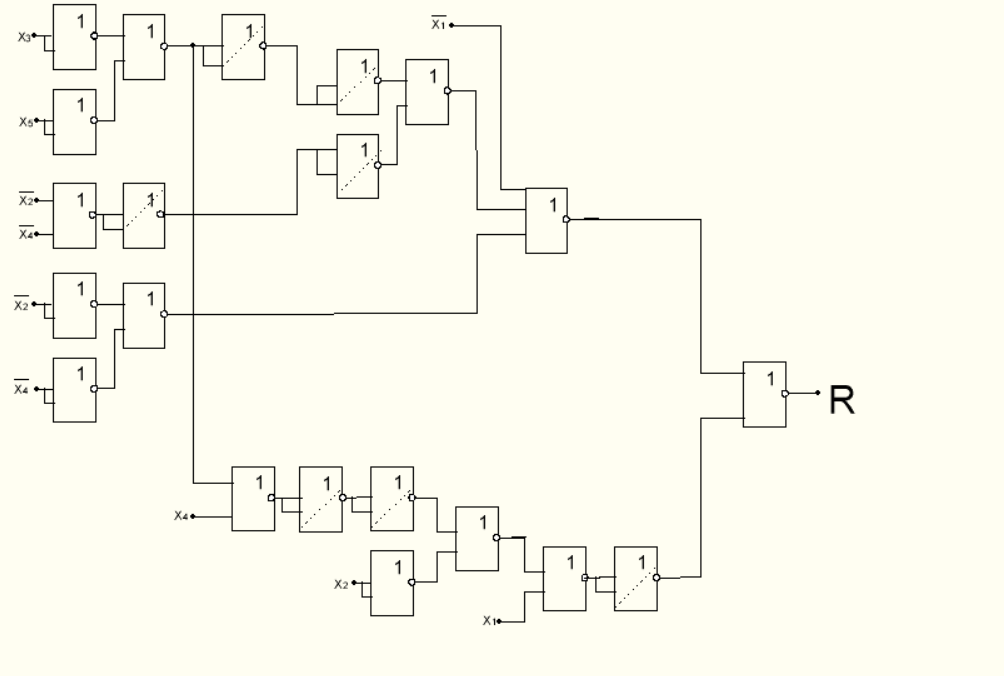 1 1 1 X̅₁
X₃
1 1
1
X₅
1
X̅₂ 1 1
1
X̅₄
1 1
X̅₂
1 1
X̅₄ R
1 1 1
X₄ 1
1 1 1
X₂
X₁